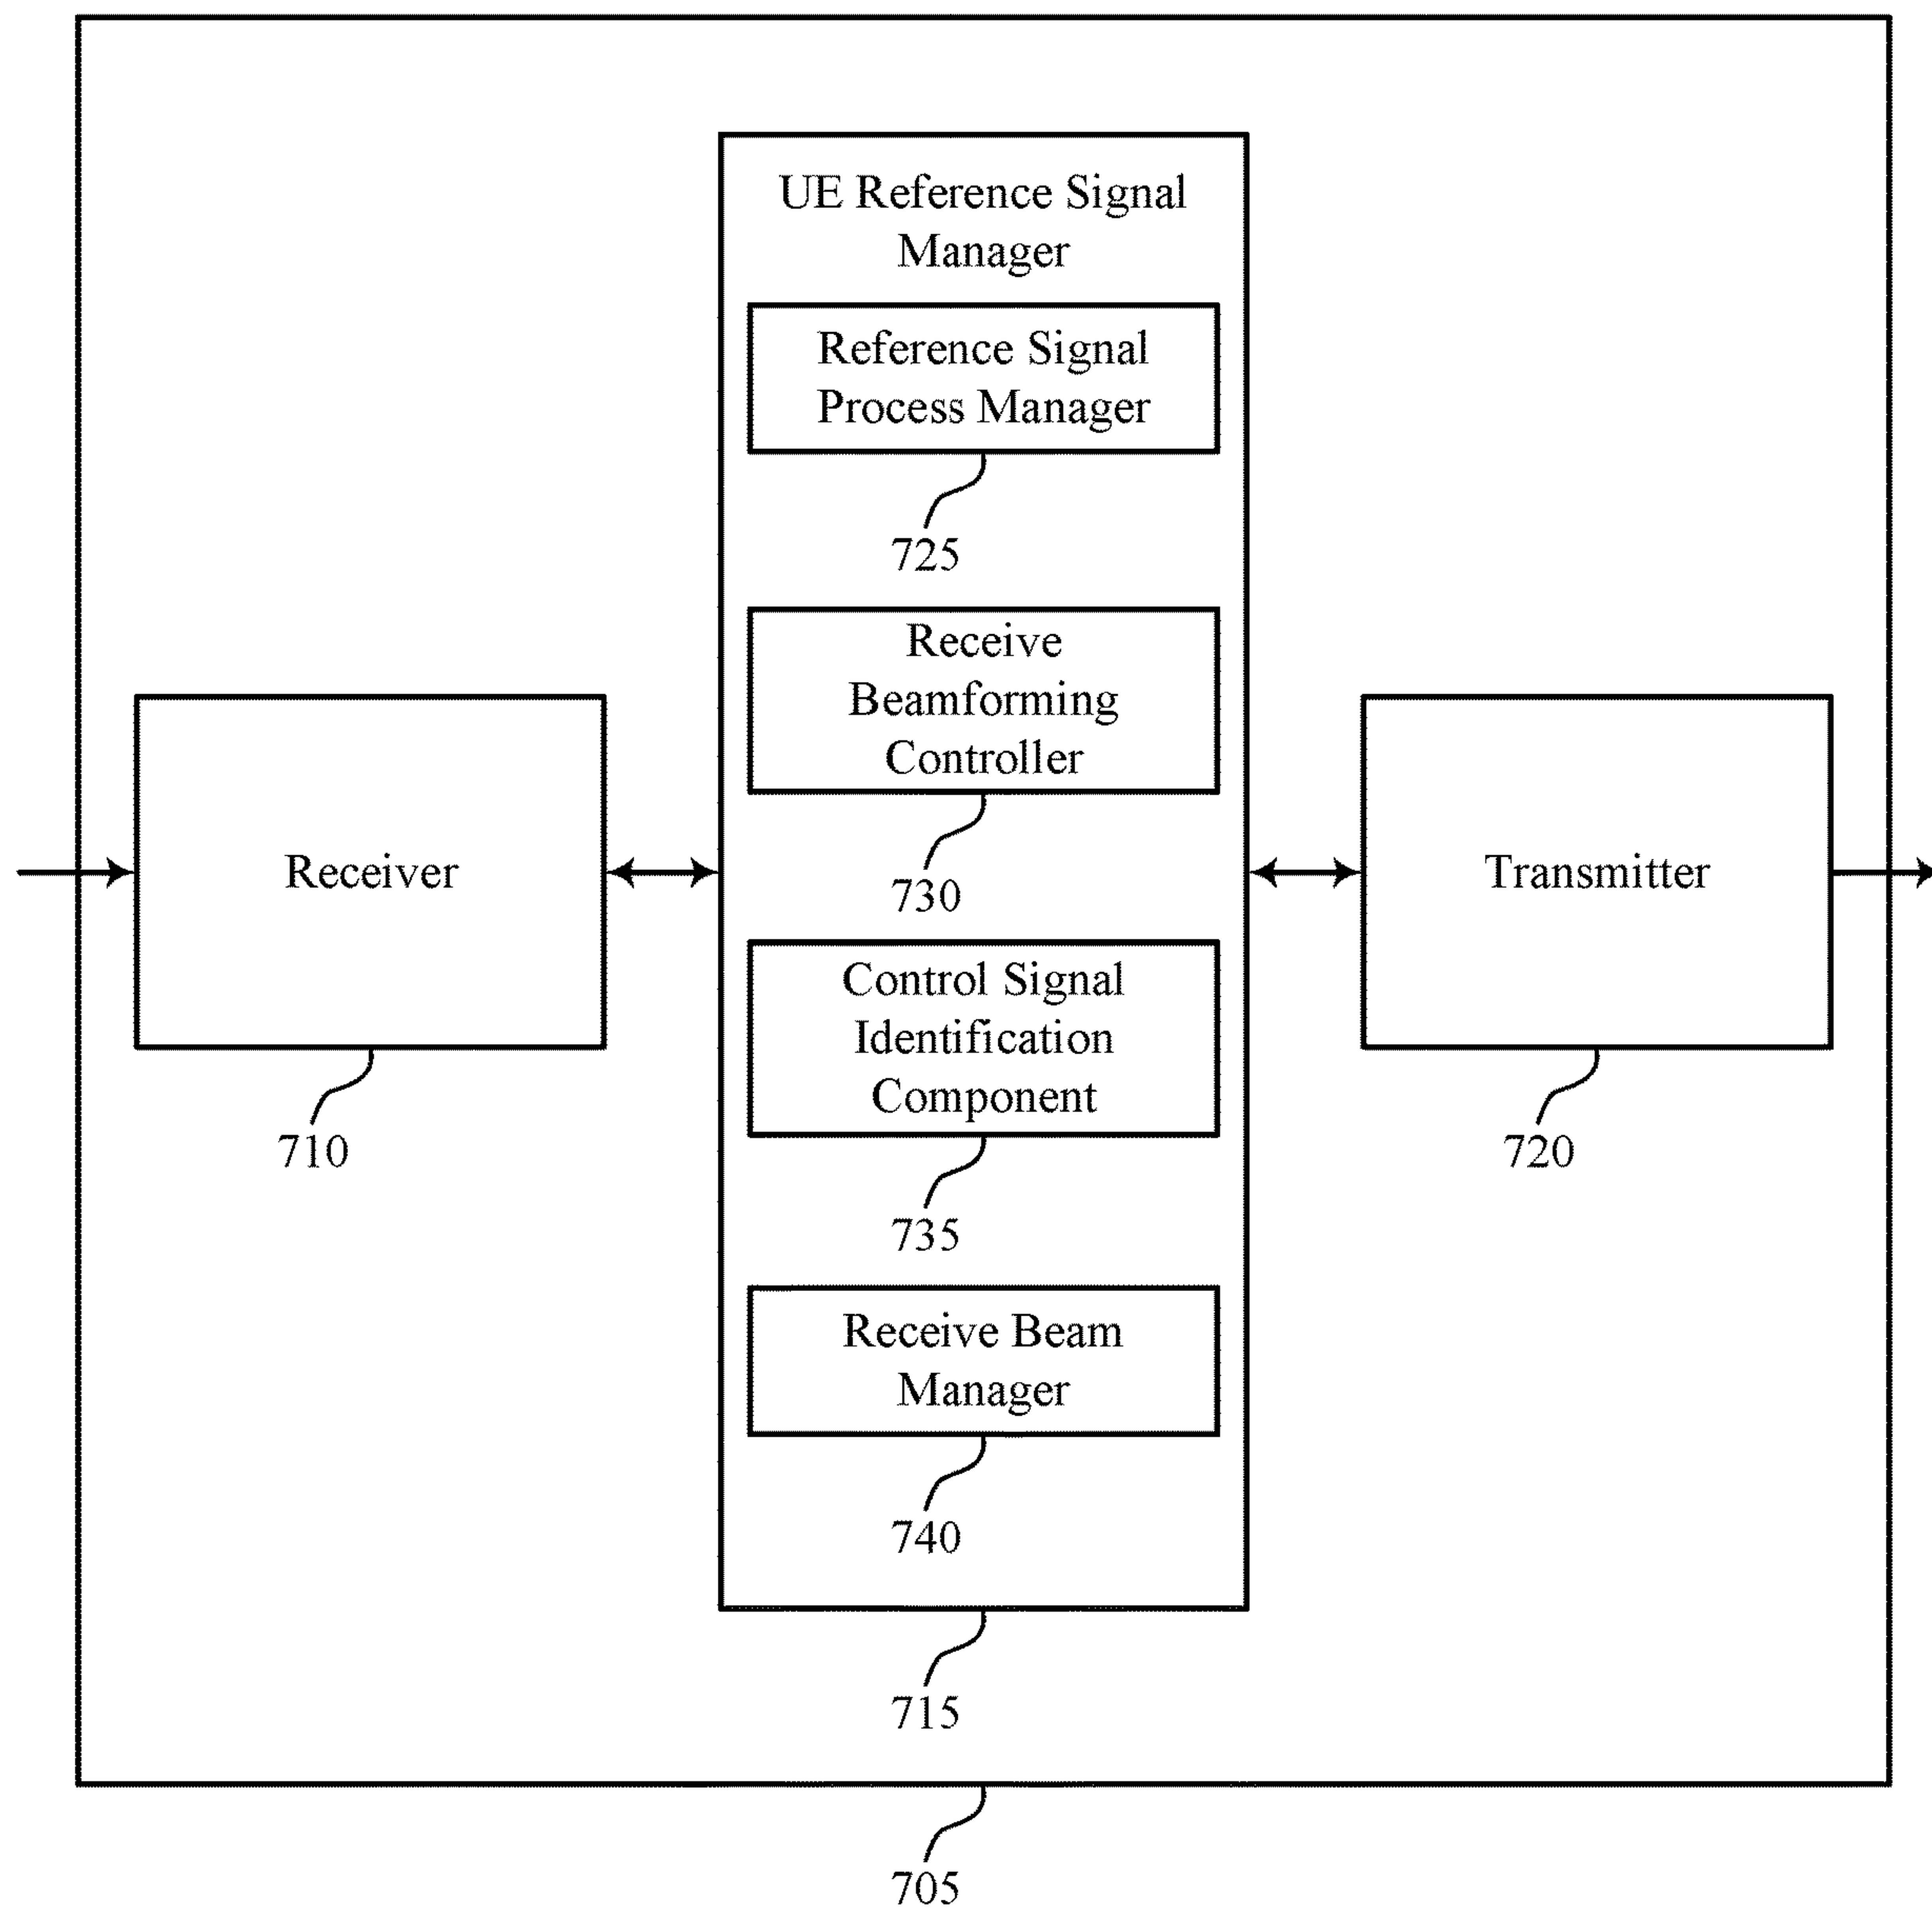 UE Reference Signal
Manager
Reference Signal
Process Manager
725
Receive
Beamforming
Controller
730
Receiver
710
Transmitter
720
Control Signal
Identification
Component
735
Receive Beam
Manager
740
715
705